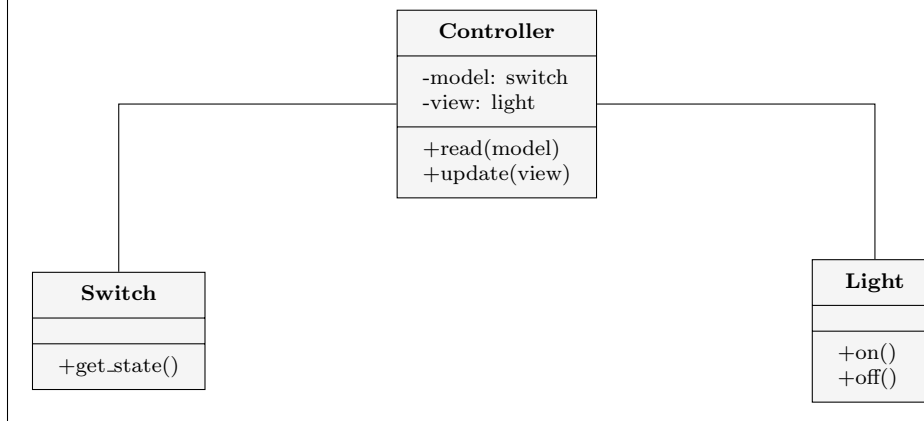 Controller
-model: switch
-view: light
+read(model)
+update(view)
Switch
+get_state()
Light
+on()
+off()